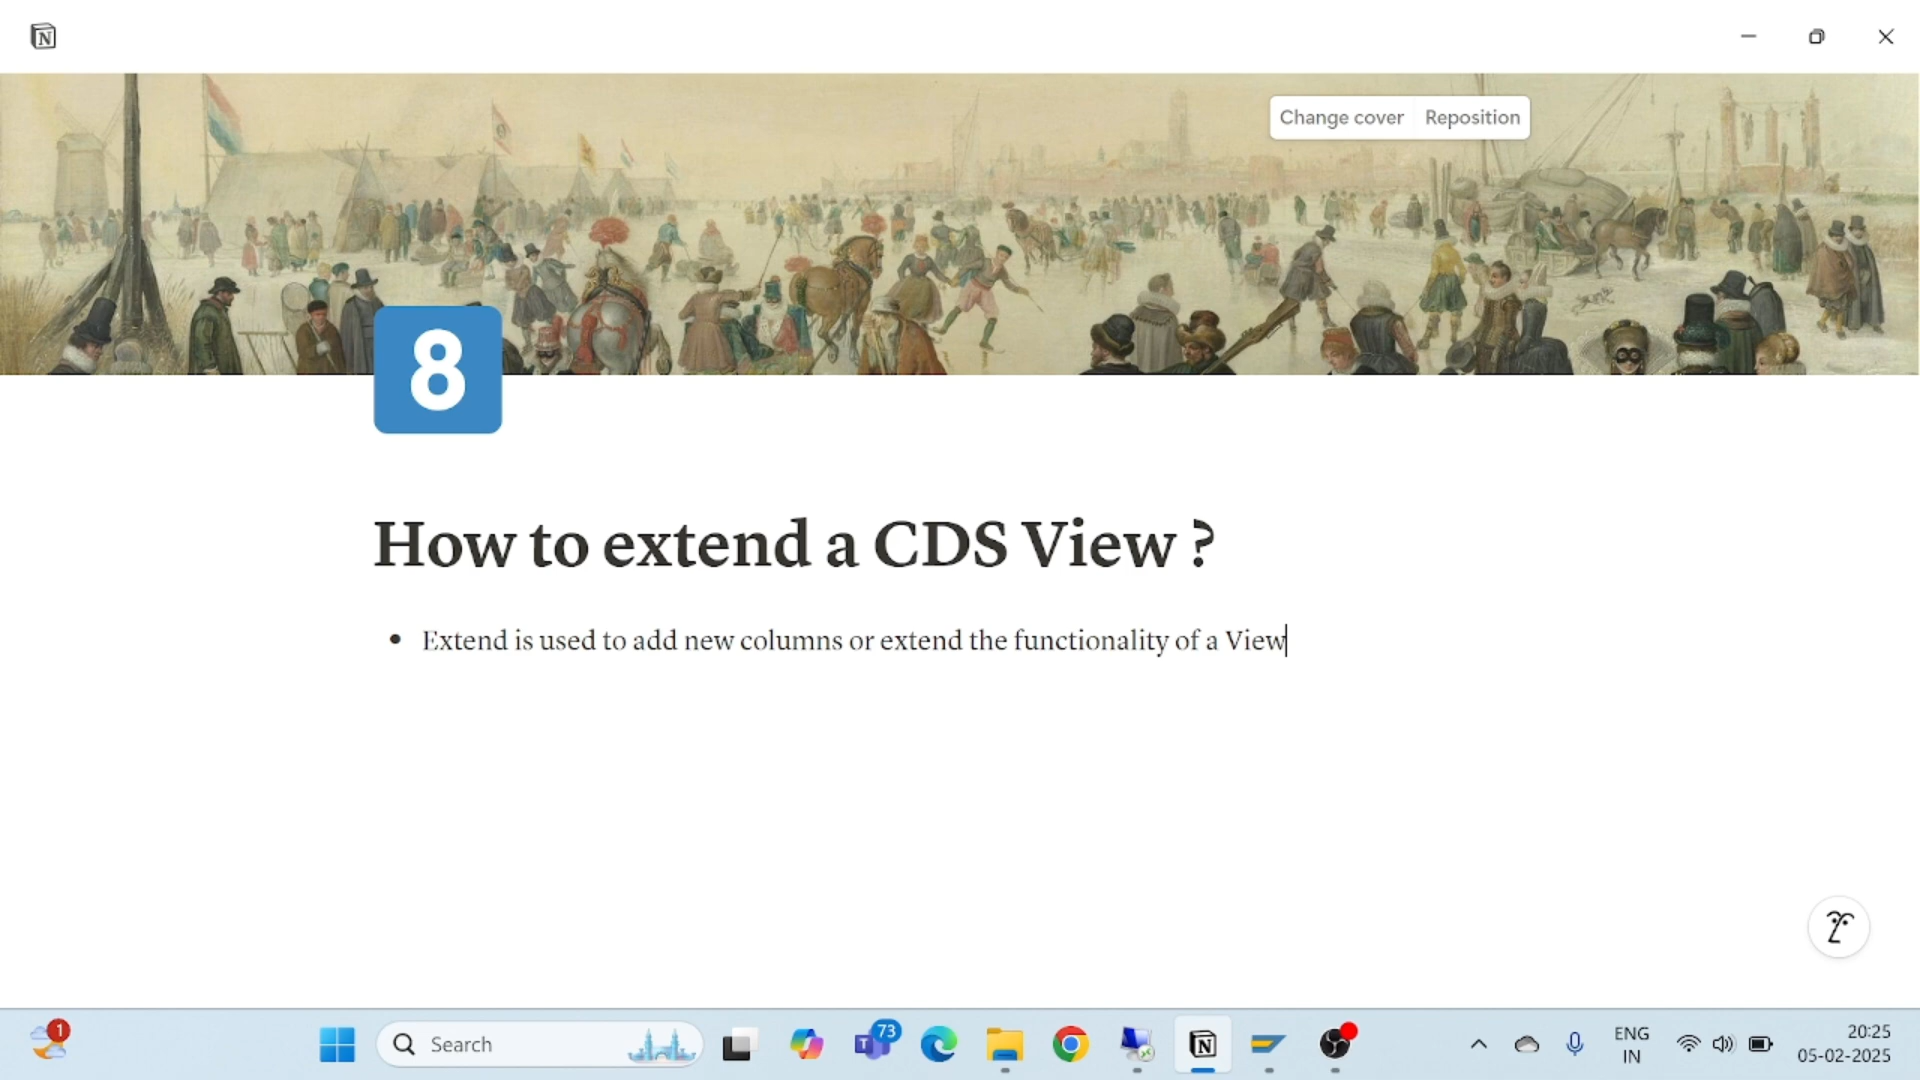 N
Change cover Reposition
8
How to extend a CDS View ?
• Extend is used to add new columns or extend the functionality of a View
1
Search
73
T
N
ENG
IN
20:25
05-02-2025